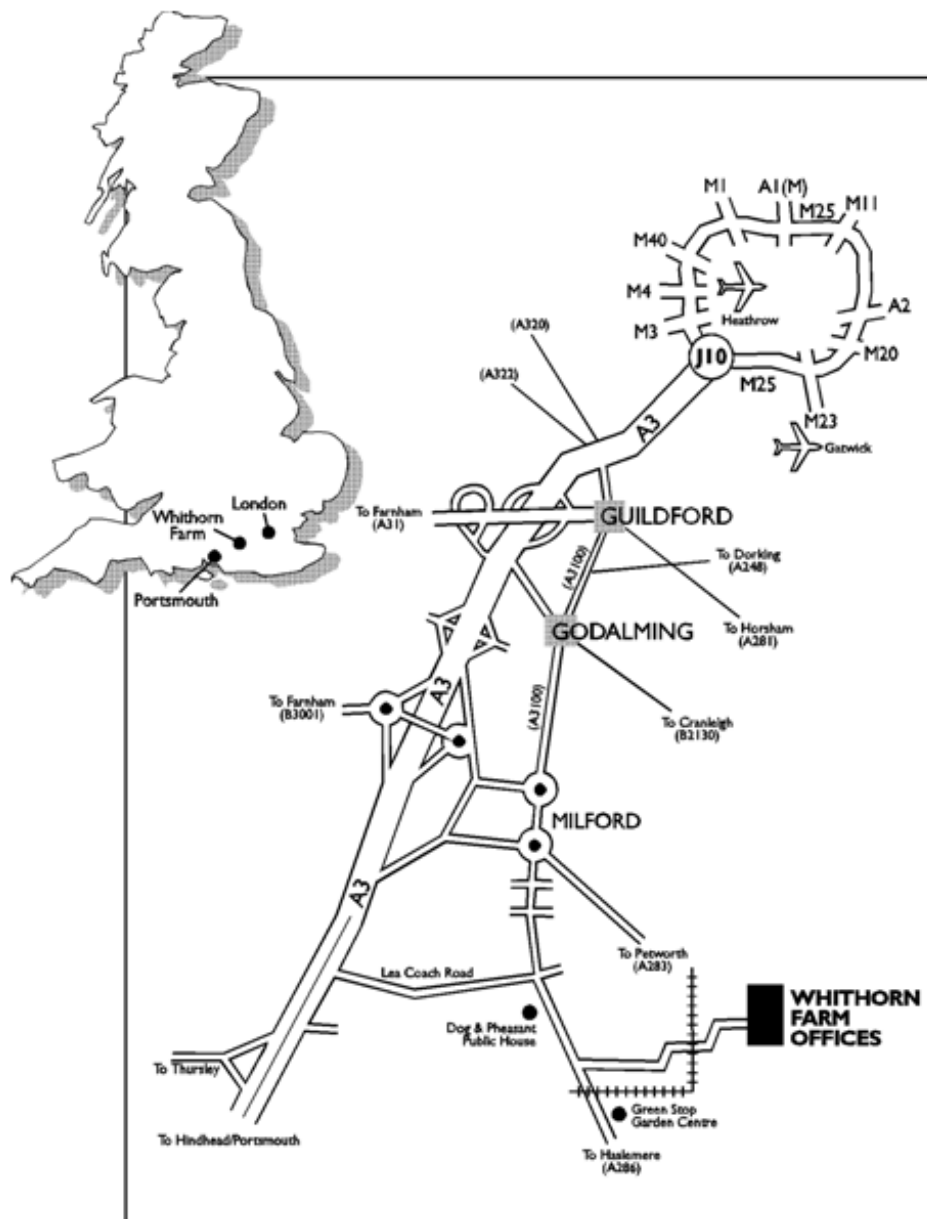 M1
A1(M)
M25
M11
M40
M4
Heathrow
A2
M3
(A320)
J10
M20
M25
(A322)
M23
A3
Gatwick
London
Whithorn
Farm
Portsmouth
To Farnham
(A31)
GUILDFORD
To Dorking
(A248)
(A3100)
To Horsham
(A281)
GODALMING
A3
To Farnham
(B3001)
(A3100)
To Cranleigh
(B2130)
MILFORD
A3
To Petworth
(A283)
Lea Coach Road
Dog & Pheasant
Public House
WHITHORN
FARM
OFFICES
To Thursley
Green Stop
Garden Centre
To Hindhead/Portsmouth
To Haslemere
(A286)